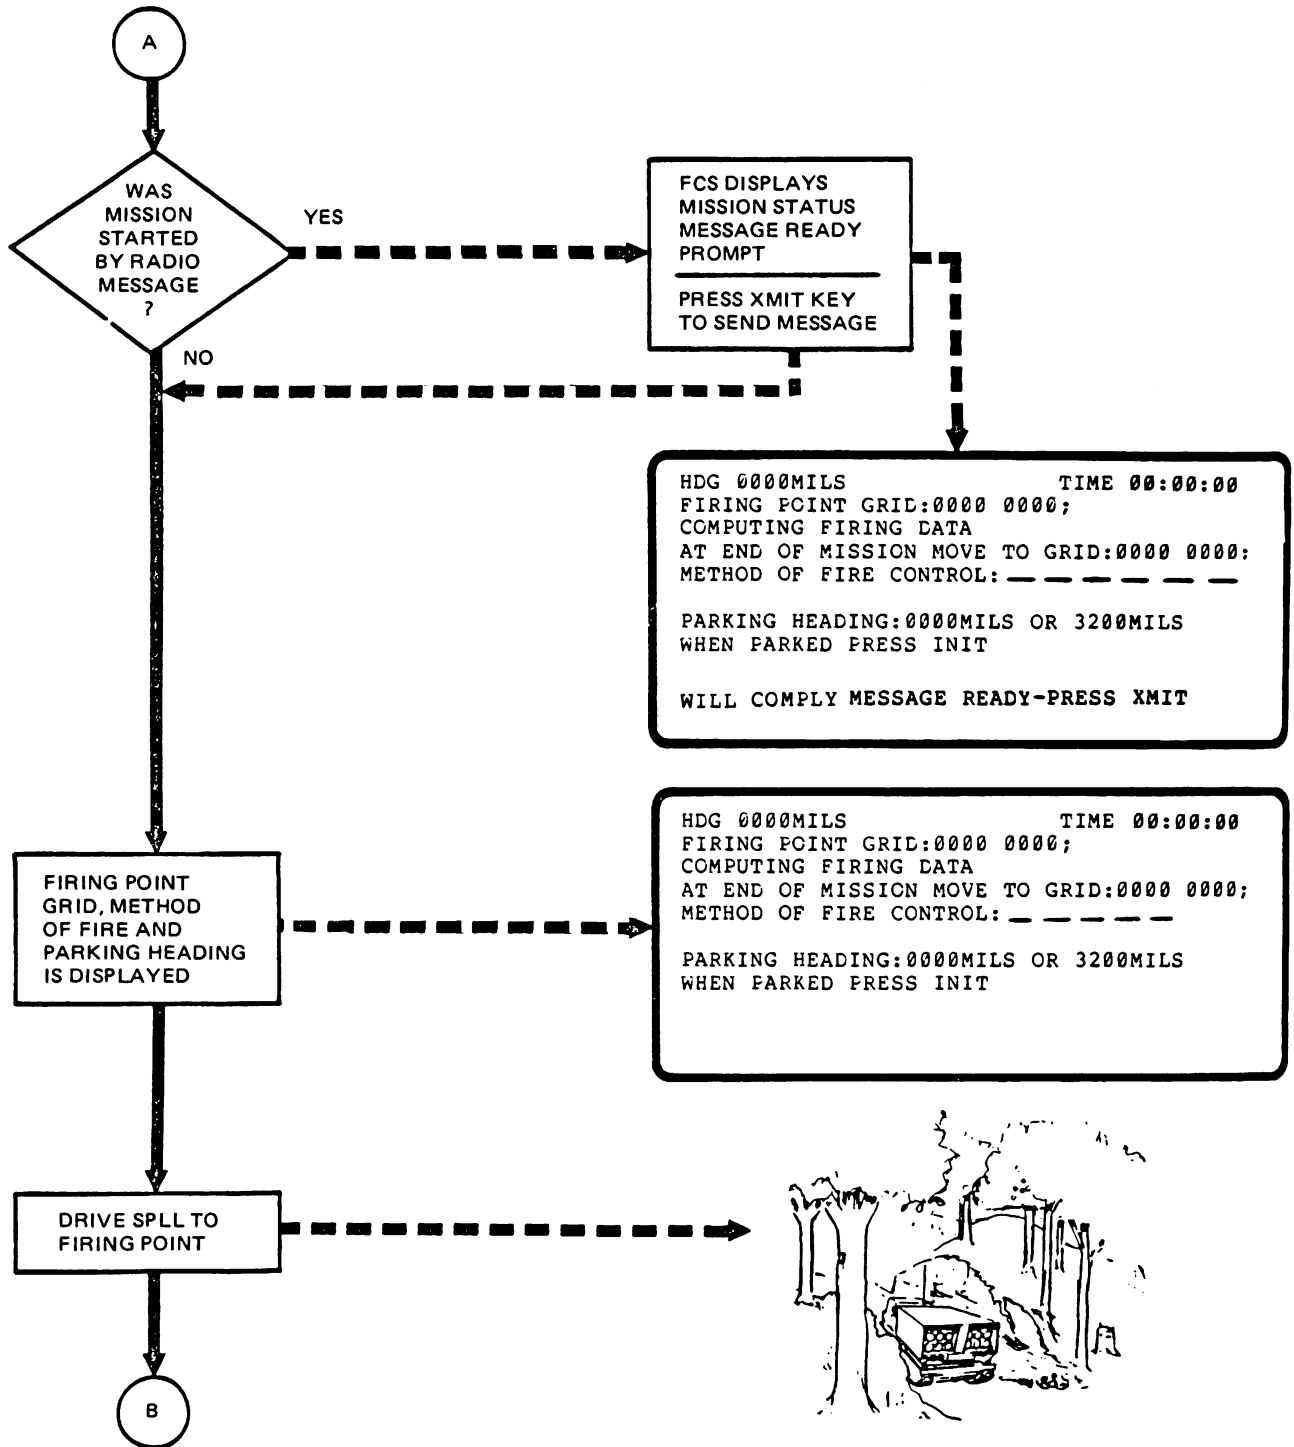 A
WAS
MISSION
STARTED
BY RADIO
MESSAGE
?
YES
NO
FCS DISPLAYS
MISSION STATUS
MESSAGE READY
PROMPT
PRESS XMIT KEY
TO SEND MESSAGE
HDG 0000MILS TIME 00:00:00
FIRING POINT GRID:0000 0000;
COMPUTING FIRING DATA
AT END OF MISSION MOVE TO GRID:0000 0000;
METHOD OF FIRE CONTROL: _ _ _ _ _ _
PARKING HEADING:0000MILS OR 3200MILS
WHEN PARKED PRESS INIT
WILL COMPLY MESSAGE READY-PRESS XMIT
FIRING POINT
GRID, METHOD
OF FIRE AND
PARKING HEADING
IS DISPLAYED
HDG 0000MILS TIME 00:00:00
FIRING POINT GRID:0000 0000;
COMPUTING FIRING DATA
AT END OF MISSION MOVE TO GRID:0000 0000;
METHOD OF FIRE CONTROL: _ _ _ _ _
PARKING HEADING:0000MILS OR 3200MILS
WHEN PARKED PRESS INIT
DRIVE SPLL TO
FIRING POINT
B